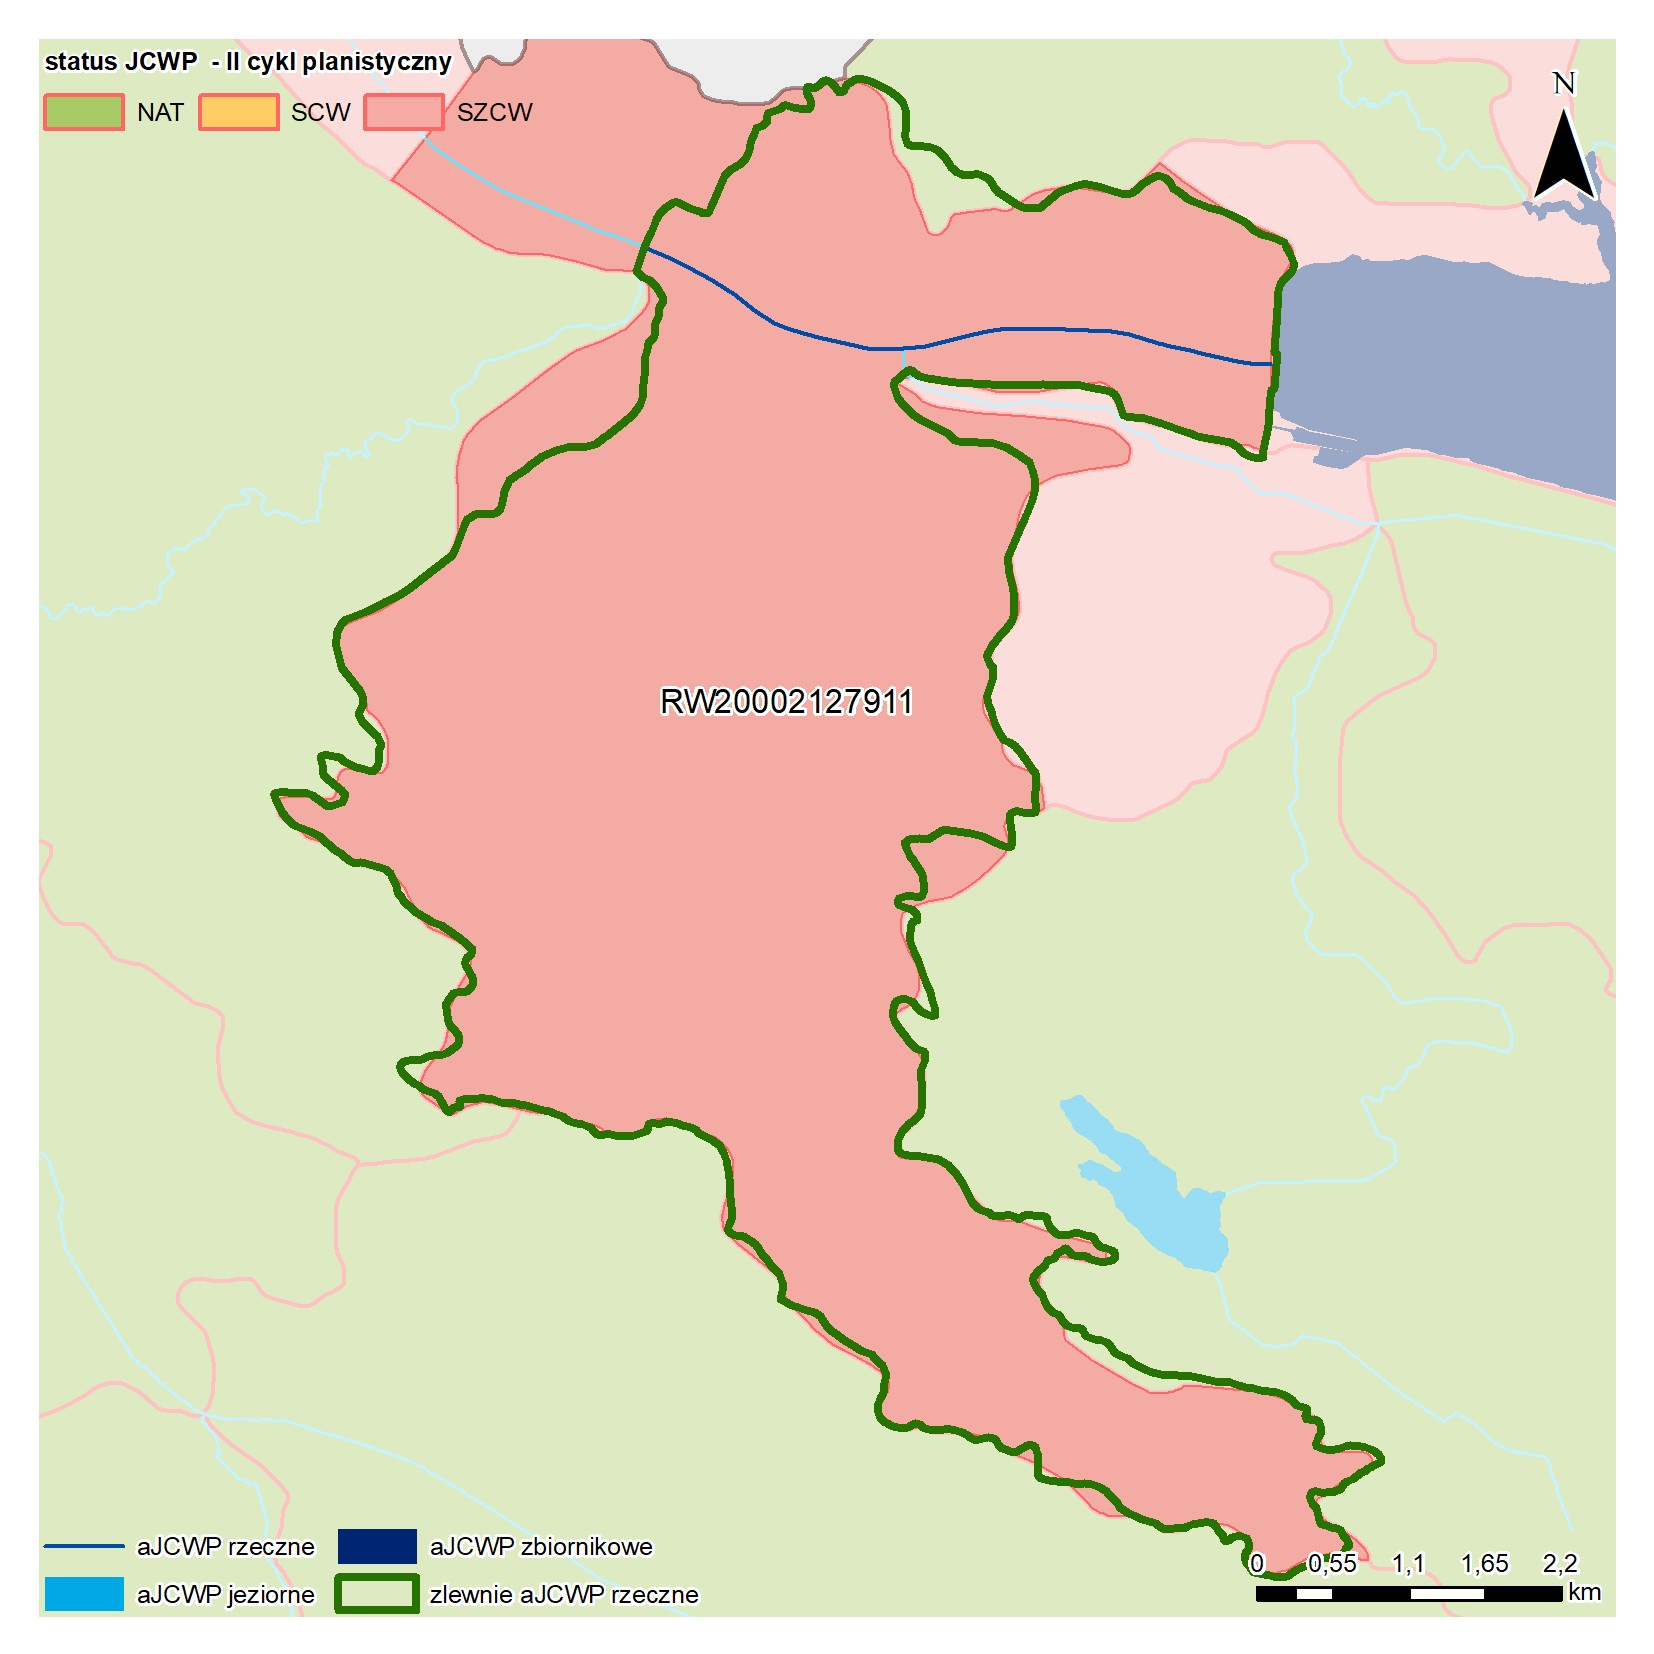 status JCWP  - II cykl planistyczny
NAT SCW SZCW
N
RW20002127911
aJCWP rzeczne aJCWP zbiornikowe
aJCWP jeziorne zlewnie aJCWP rzeczne
0 0,55 1,1 1,65 2,2
km